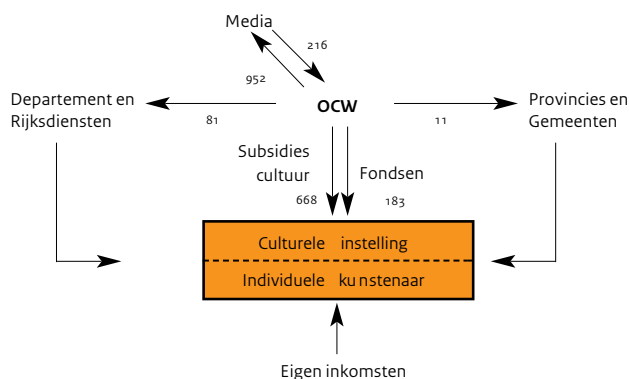 Media
216
952
Departement en
Rijksdiensten
81
OCW
11
Provincies en
Gemeenten
Subsidies
cultuur
668
Fondsen
183
Culturele instelling
Individuele kunstenaar
Eigen inkomsten